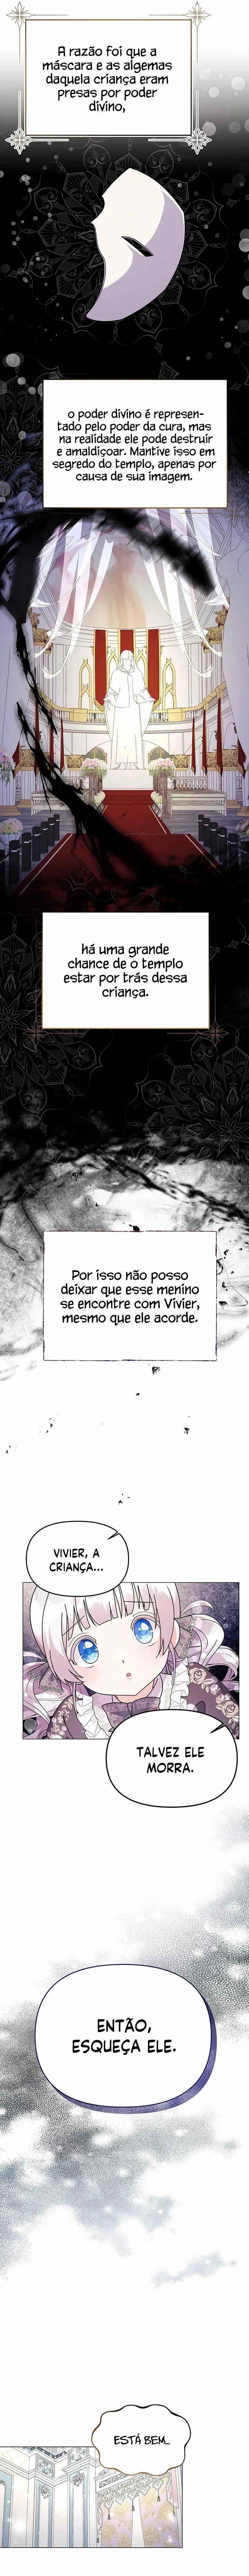 A razão foi que a
máscara e as algemas
daquela criança eram
presas por poder
divino,
o poder divino é represen-
tado pelo poder da cura, mas
na realidade ele pode destruir
e amaldiçoar. Mantive isso em
segredo do templo, apenas por
causa de sua imagem.
há uma grande
chance de o templo
estar por trás dessa
criança.
Por isso não posso
deixar que esse menino
se encontre com Vivier,
mesmo que ele acorde.
VIVIER, A
CRIANÇA...
TALVEZ ELE
MORRA.
ENTÃO,
ESQUEÇA ELE.
ESTÁ BEM...